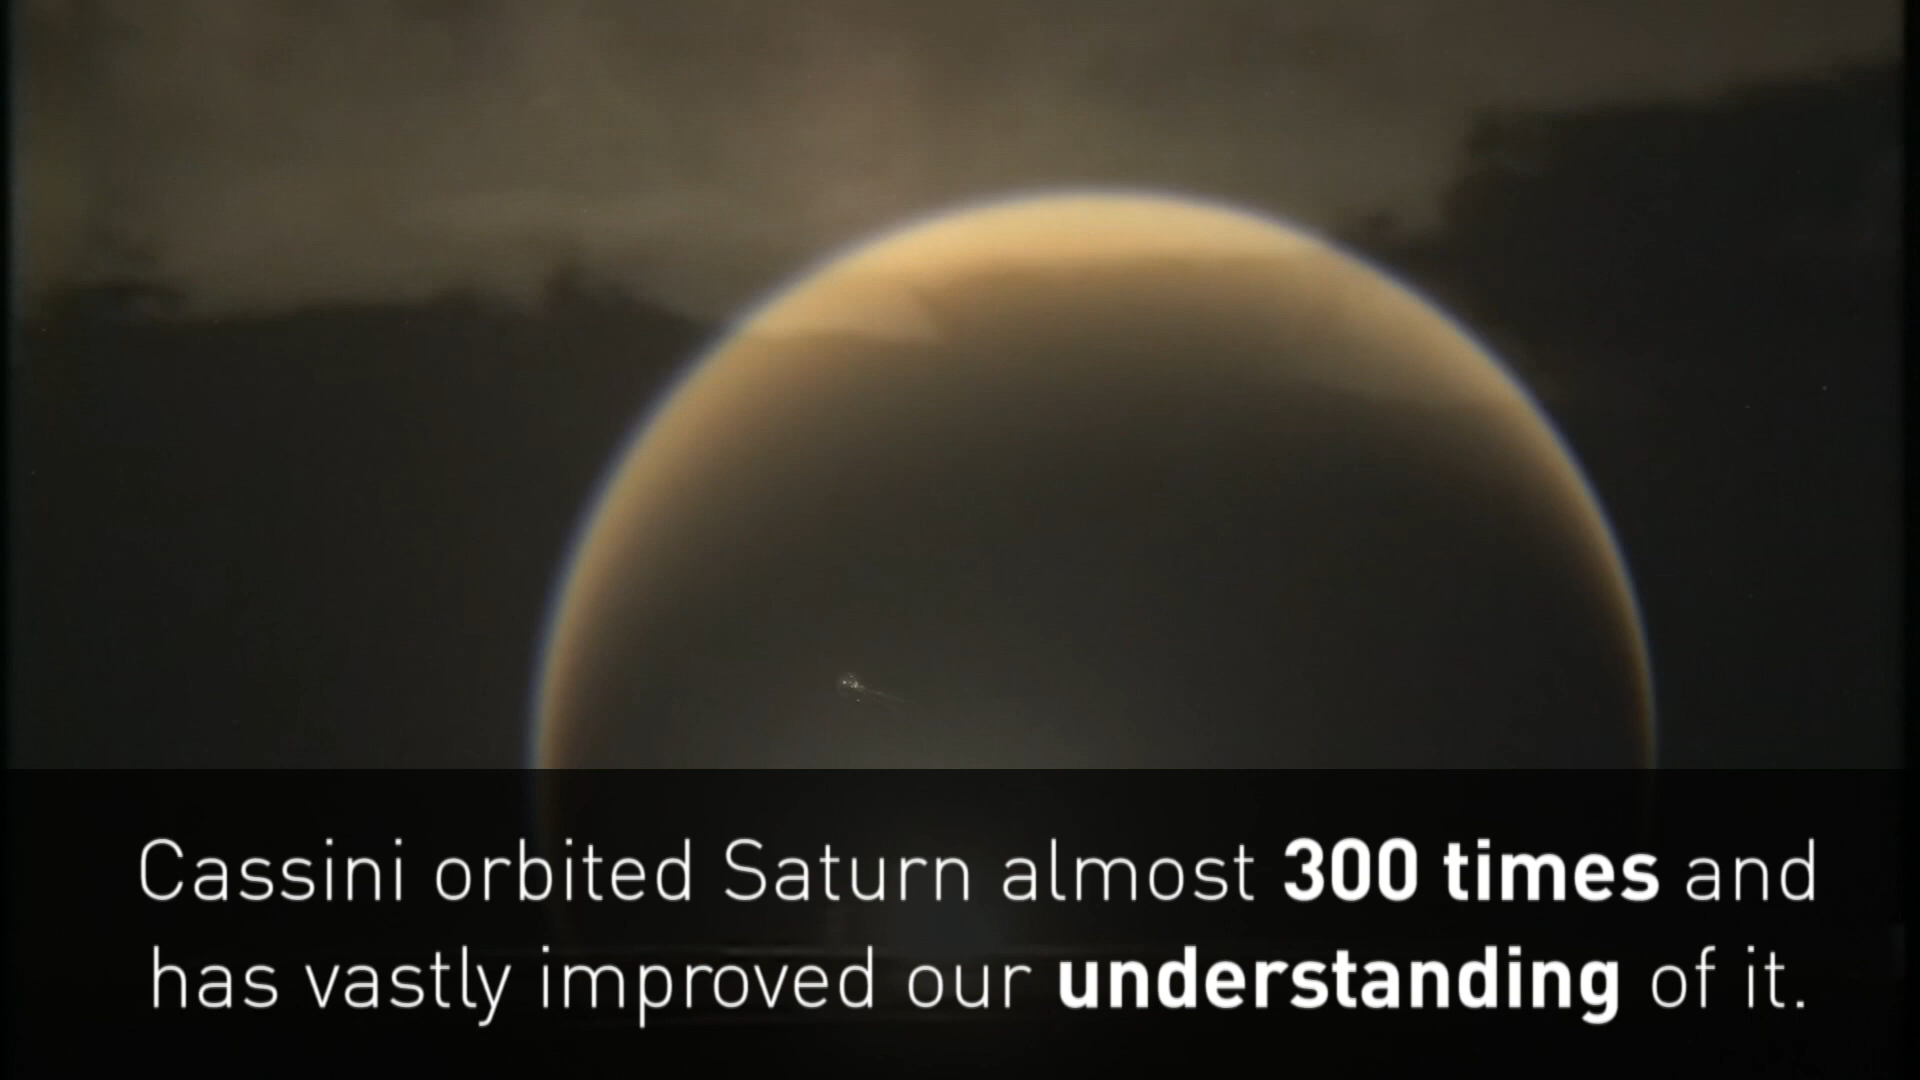 Cassini orbited Saturn almost 300 times and
has vastly improved our understanding of it.